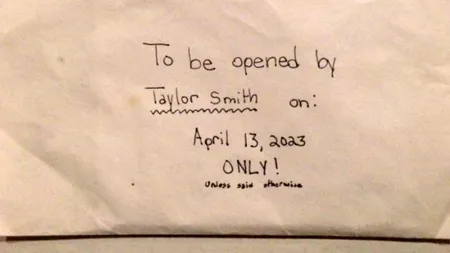 To be opened by
Taylor Smith on:
April 13, 2023
ONLY!
unless said otherwise